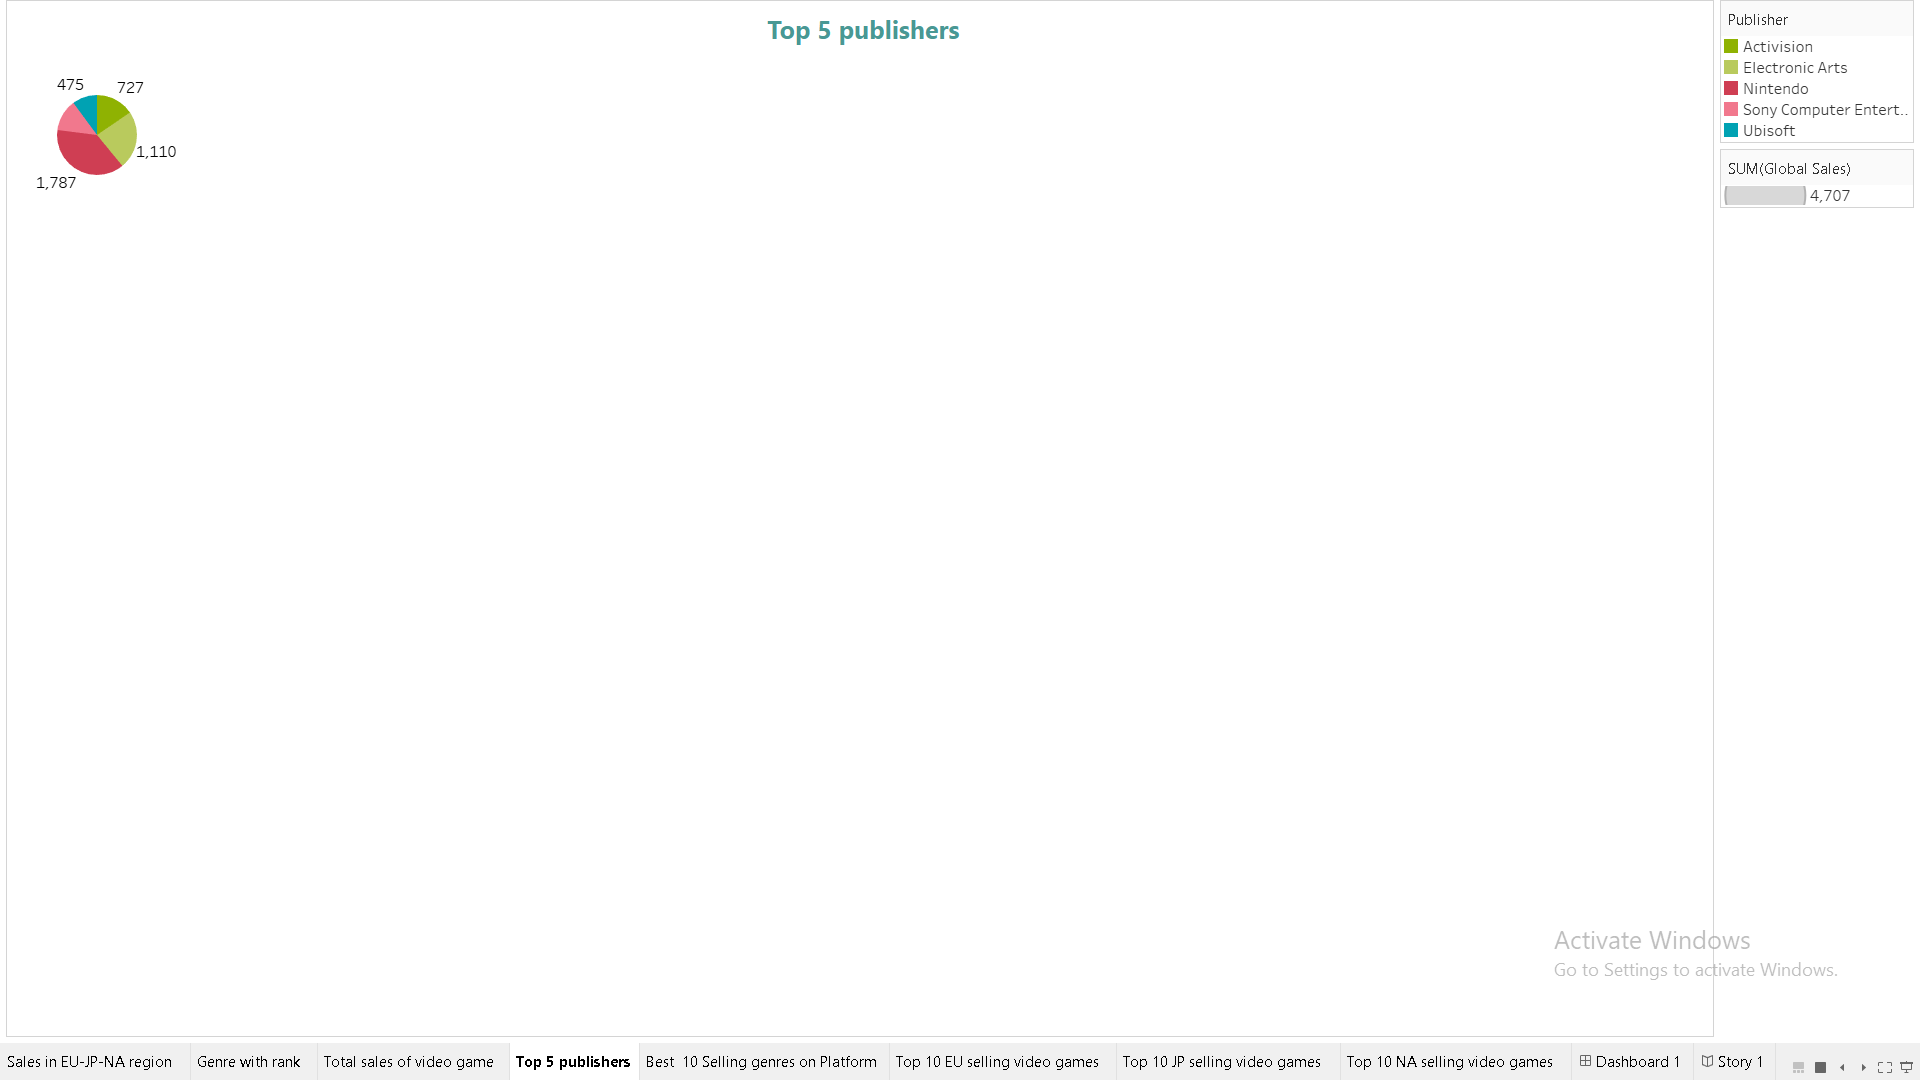 Top 5 publishers
475
727
1,110
1,787
Publisher
Activision
Electronic Arts
Nintendo
Sony Computer Entert..
Ubisoft
SUM(Global Sales)
4,707
Activate Windows
Go to Settings to activate Windows.
Sales in EU-JP-NA region
Genre with rank
Total sales of video game
Top 5 publishers
Best  10 Selling genres on Platform
Top 10 EU selling video games
Top 10 JP selling video games
Top 10 NA selling video games
Dashboard 1
Story 1